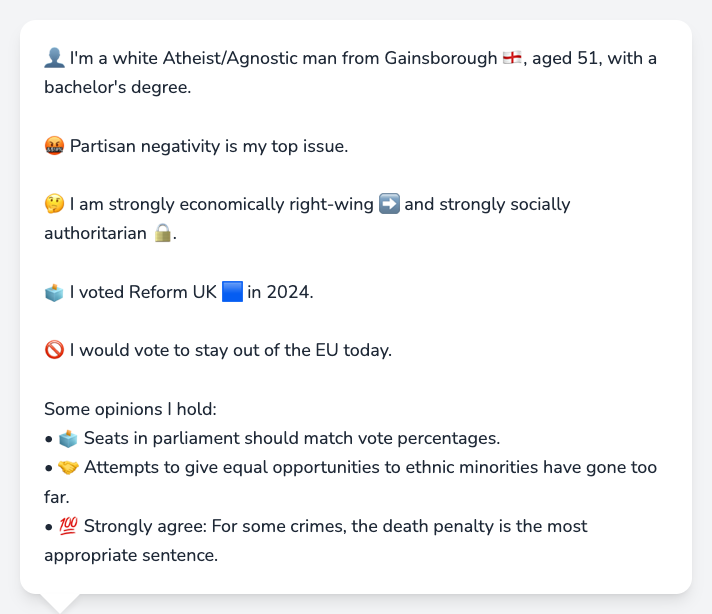 👤 I'm a white Atheist/Agnostic man from Gainsborough 🏴󠁧󠁢󠁥󠁮󠁧󠁿, aged 51, with a
bachelor's degree.
🤬 Partisan negativity is my top issue.
🤔 I am strongly economically right-wing ➡️ and strongly socially
authoritarian 🔒.
🗳️ I voted Reform UK 🟦 in 2024.
🚫 I would vote to stay out of the EU today.
Some opinions I hold:
• 🗳️ Seats in parliament should match vote percentages.
• 🤝 Attempts to give equal opportunities to ethnic minorities have gone too
far.
• 💯 Strongly agree: For some crimes, the death penalty is the most
appropriate sentence.